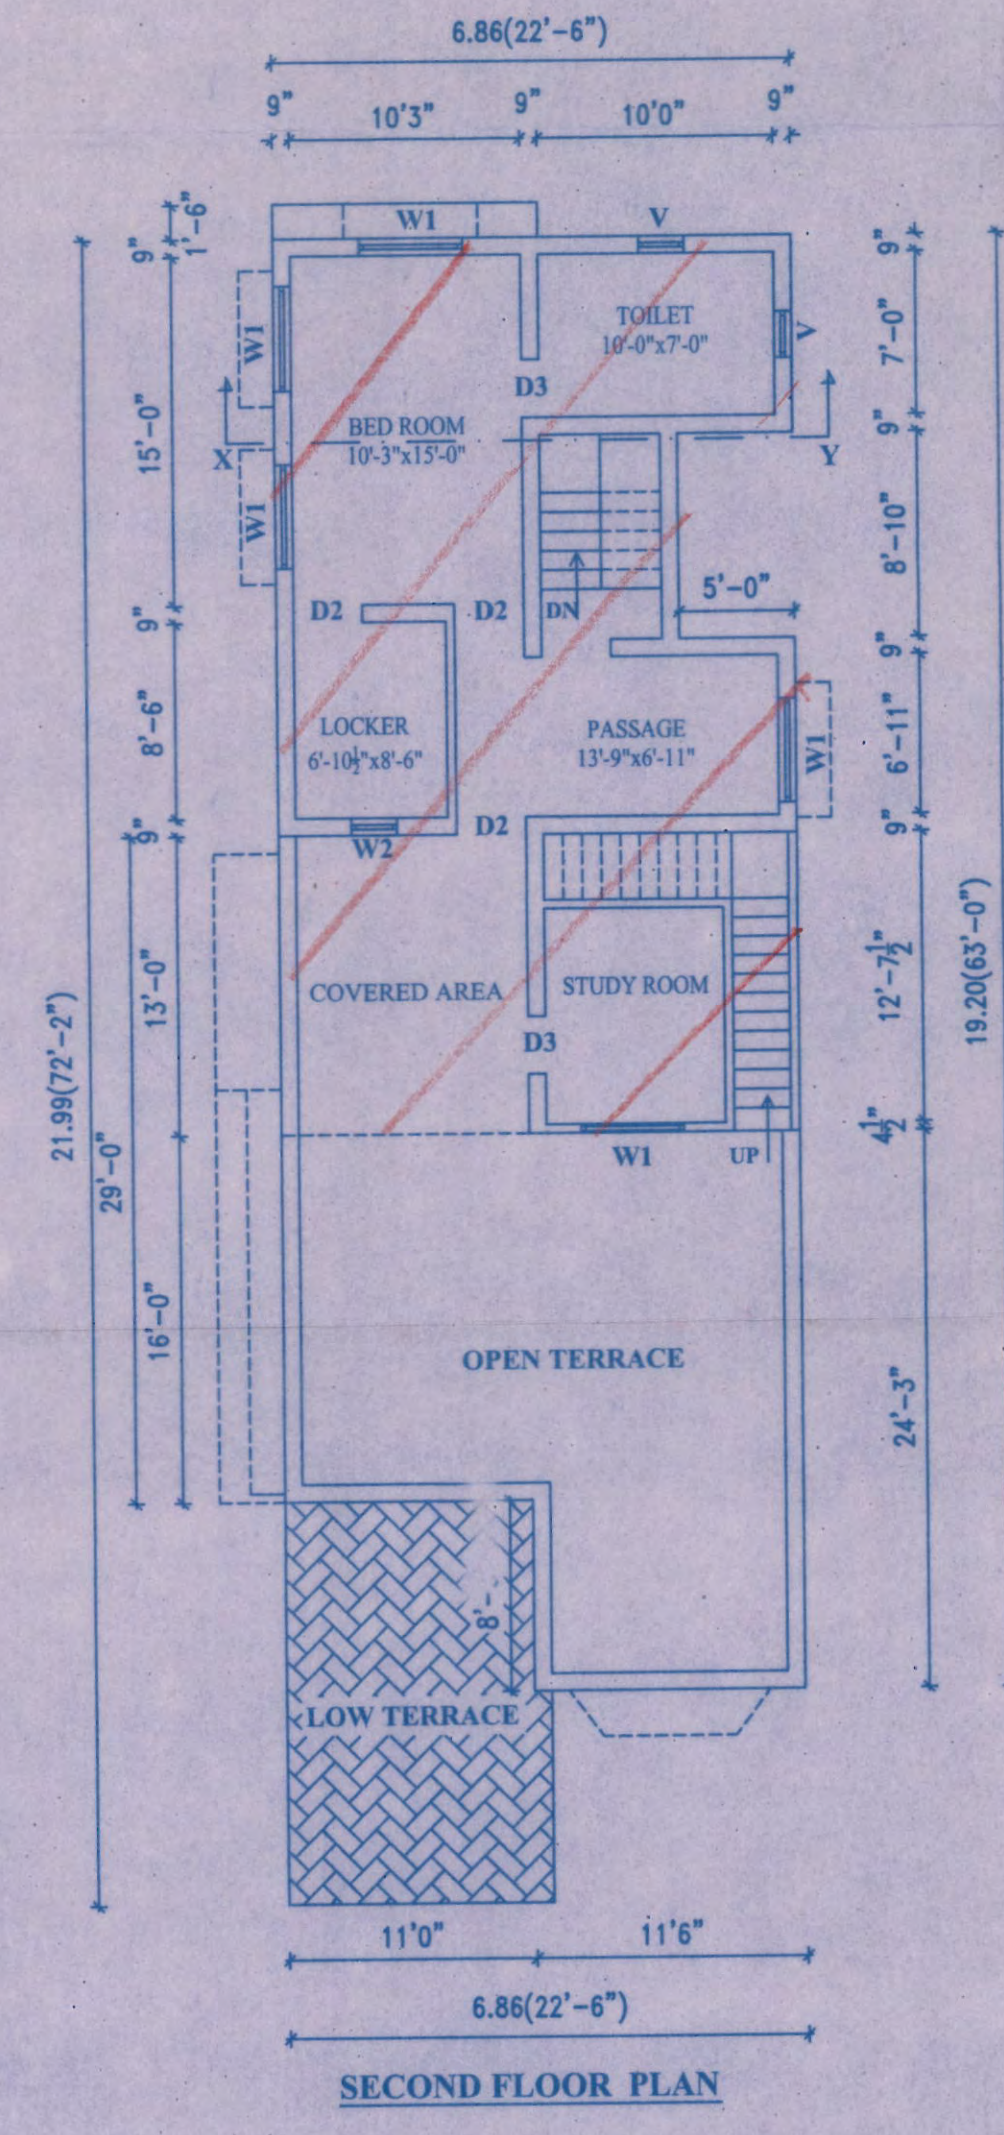 6.86(22'-6")
9" 10'3" 9" 10'0" 9"
1'-6"
9"
W1
V
9"
W1
TOILET
10'-0"x7'-0"
V
7'-0"
D3
15'-0"
BED ROOM
10'-3"x15'-0"
9"
X
Y
W1
8'-10"
5'-0"
D2
D2
DN
9"
9"
8'-6"
LOCKER
6'-10½"x8'-6"
PASSAGE
13'-9"x6'-11"
W1
6'-11"
9"
W2
D2
9"
13'-0"
COVERED AREA
STUDY ROOM
12'-7½"
19.20(63'-0")
21.99(72'-2")
D3
29'-0"
W1
UP
4½"
16'-0"
OPEN TERRACE
24'-3"
8'-
LOW TERRACE
11'0" 11'6"
6.86(22'-6")
SECOND FLOOR PLAN